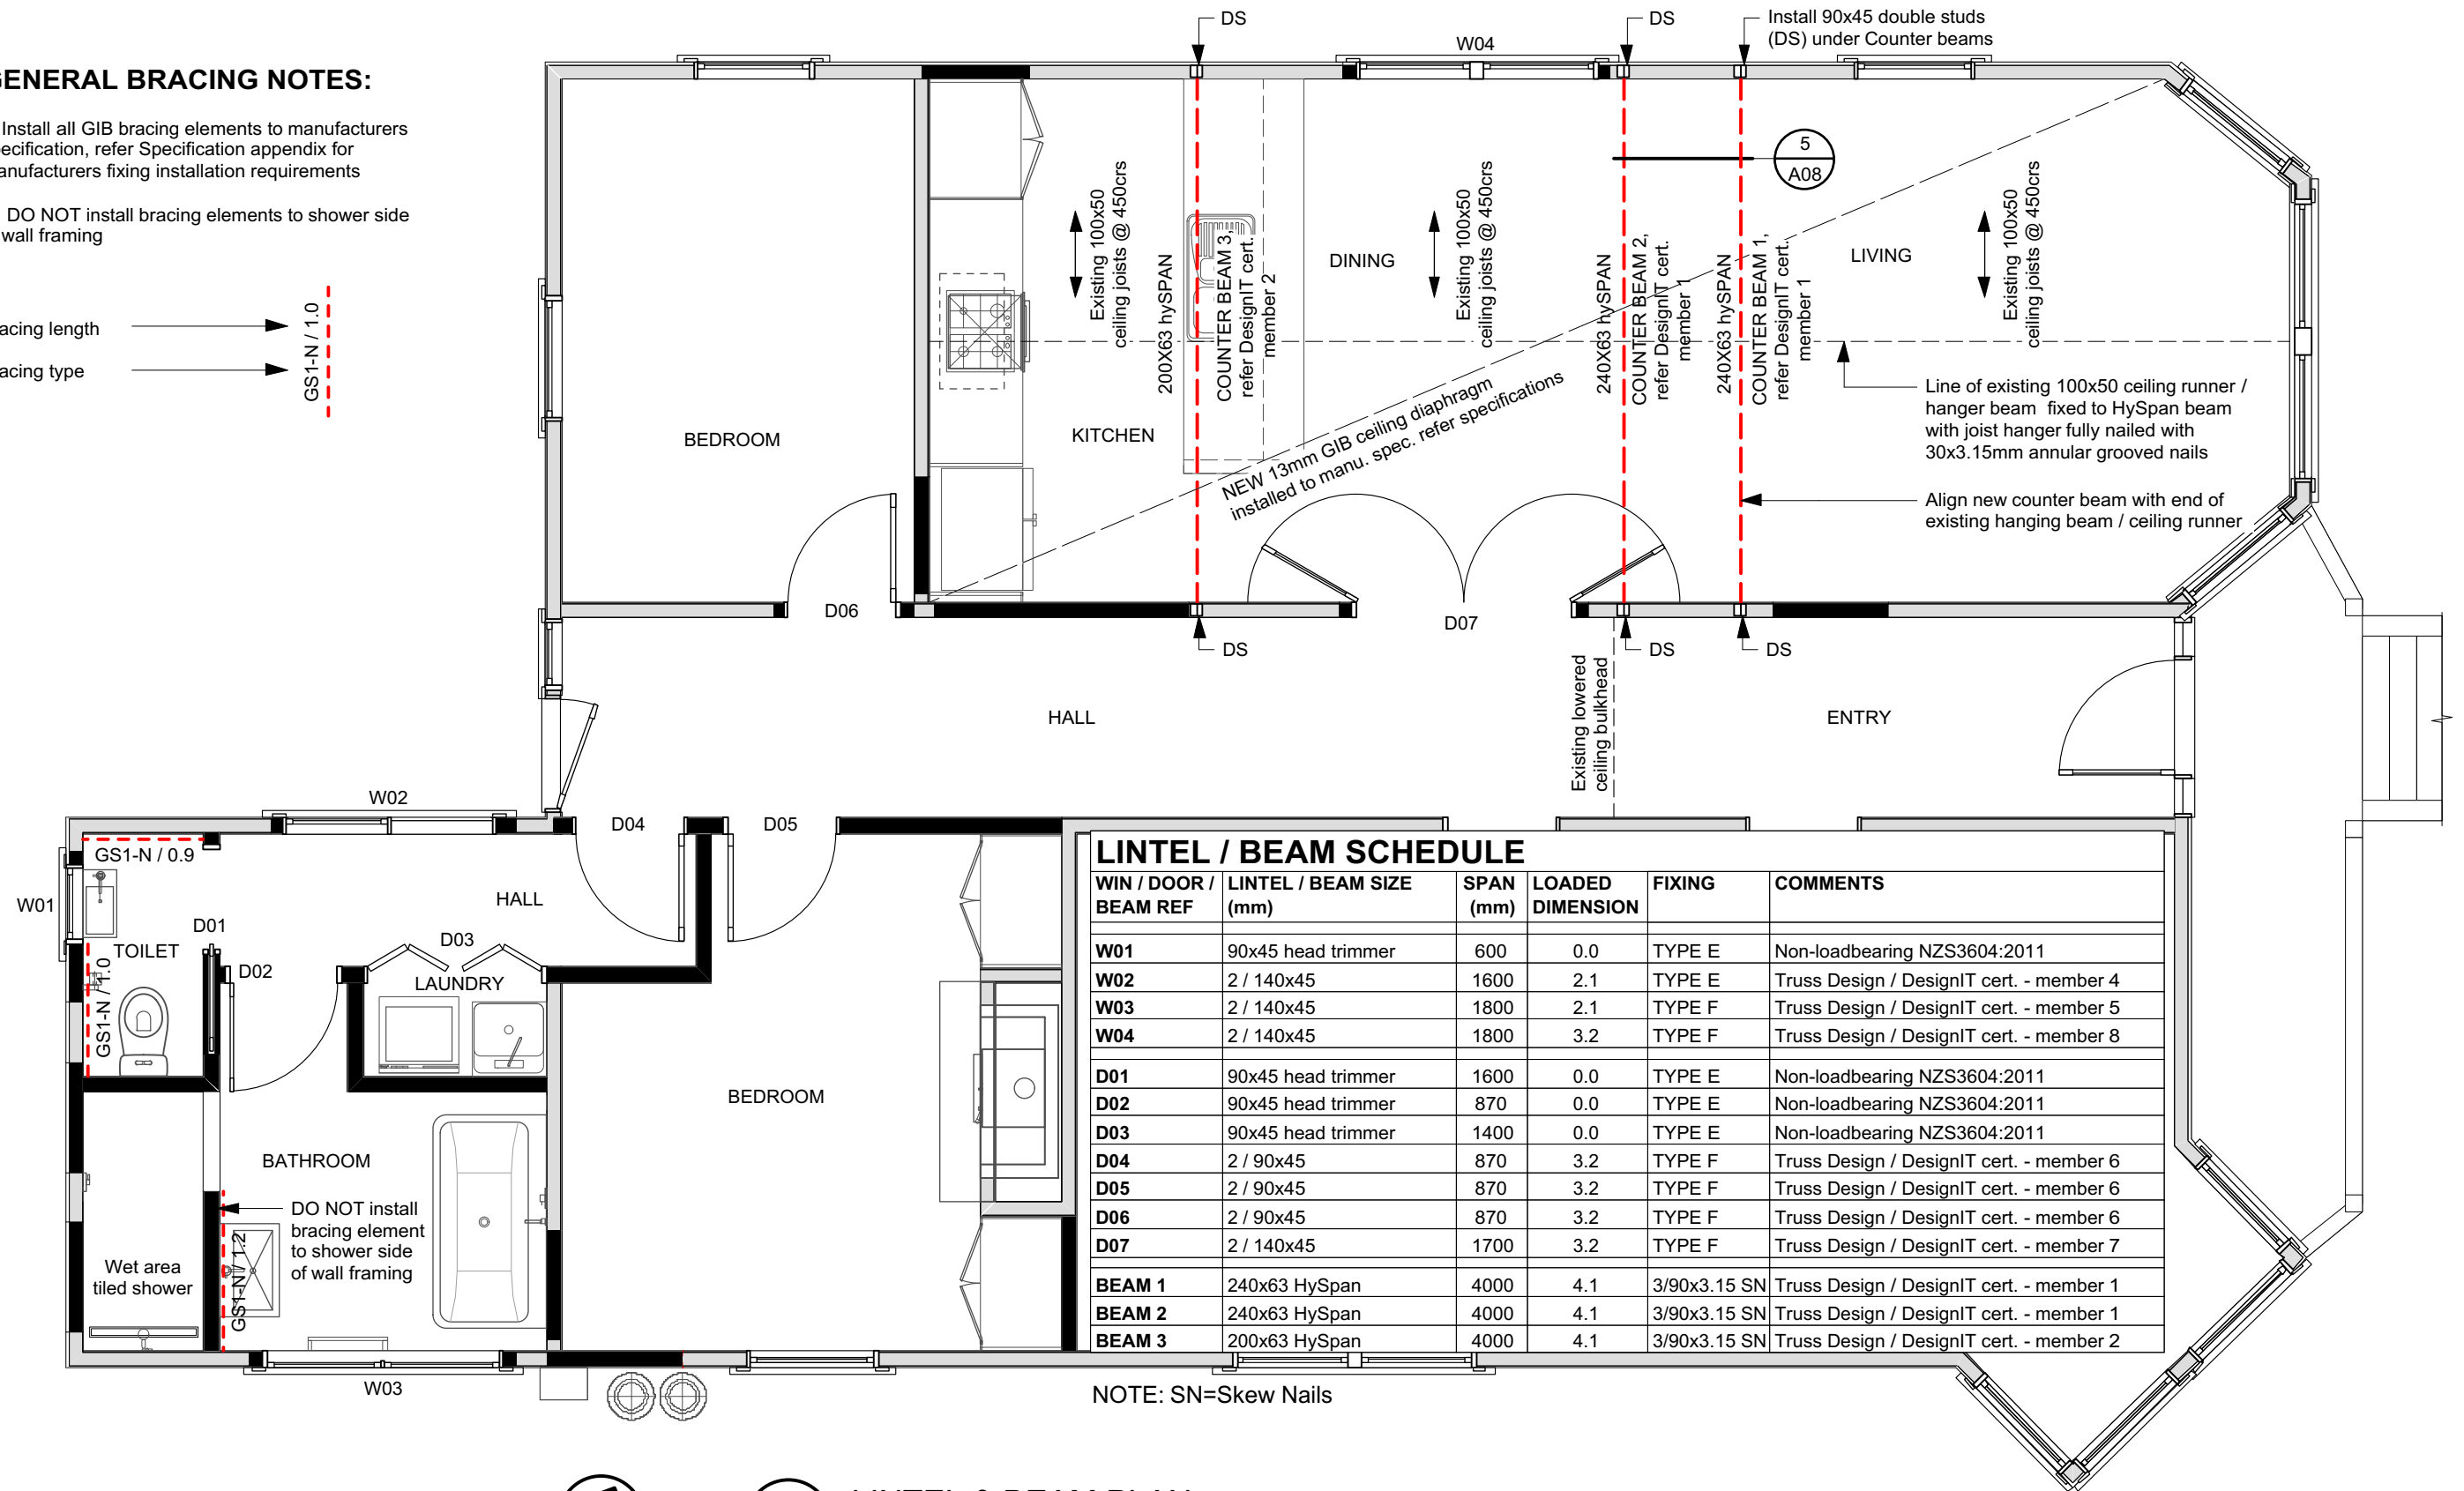 GENERAL BRACING NOTES:
Install all GIB bracing elements to manufacturers
specification, refer Specification appendix for
manufacturers fixing installation requirements
DO NOT install bracing elements to shower side
wall framing
bracing length
bracing type
GS1-N / 1.0
DS
W04
DS
Install 90x45 double studs
(DS) under Counter beams
5
A08
Existing 100x50
ceiling joists @ 450crs
200X63 hySPAN
COUNTER BEAM 3,
refer DesignIT cert.
member 2
DINING
Existing 100x50
ceiling joists @ 450crs
240X63 hySPAN
COUNTER BEAM 2,
refer DesignIT cert.
member 1
240X63 hySPAN
COUNTER BEAM 1,
refer DesignIT cert.
member 1
LIVING
Existing 100x50
ceiling joists @ 450crs
BEDROOM
KITCHEN
NEW 13mm GIB ceiling diaphragm
installed to manu. spec. refer specifications
Line of existing 100x50 ceiling runner /
hanger beam fixed to HySpan beam
with joist hanger fully nailed with
30x3.15mm annular grooved nails
Align new counter beam with end of
existing hanging beam / ceiling runner
D06
D07
DS
DS
DS
Existing lowered
ceiling bulkhead
HALL
ENTRY
W02
D04
D05
GS1-N / 0.9
W01
HALL
D01
TOILET
D03
D02
LAUNDRY
GS1-N / 1.0
BEDROOM
BATHROOM
DO NOT install
bracing element
to shower side
of wall framing
GS1-N / 1.2
Wet area
tiled shower
W03
LINTEL / BEAM SCHEDULE
WIN / DOOR / LINTEL / BEAM SIZE SPAN LOADED FIXING COMMENTS
BEAM REF (mm) (mm) DIMENSION
W01 90x45 head trimmer 600 0.0 TYPE E Non-loadbearing NZS3604:2011
W02 2 / 140x45 1600 2.1 TYPE E Truss Design / DesignIT cert. - member 4
W03 2 / 140x45 1800 2.1 TYPE F Truss Design / DesignIT cert. - member 5
W04 2 / 140x45 1800 3.2 TYPE F Truss Design / DesignIT cert. - member 8
D01 90x45 head trimmer 1600 0.0 TYPE E Non-loadbearing NZS3604:2011
D02 90x45 head trimmer 870 0.0 TYPE E Non-loadbearing NZS3604:2011
D03 90x45 head trimmer 1400 0.0 TYPE E Non-loadbearing NZS3604:2011
D04 2 / 90x45 870 3.2 TYPE F Truss Design / DesignIT cert. - member 6
D05 2 / 90x45 870 3.2 TYPE F Truss Design / DesignIT cert. - member 6
D06 2 / 90x45 870 3.2 TYPE F Truss Design / DesignIT cert. - member 6
D07 2 / 140x45 1700 3.2 TYPE F Truss Design / DesignIT cert. - member 7
BEAM 1 240x63 HySpan 4000 4.1 3/90x3.15 SN Truss Design / DesignIT cert. - member 1
BEAM 2 240x63 HySpan 4000 4.1 3/90x3.15 SN Truss Design / DesignIT cert. - member 1
BEAM 3 200x63 HySpan 4000 4.1 3/90x3.15 SN Truss Design / DesignIT cert. - member 2
NOTE: SN=Skew Nails
LINTEL & BEAM PLAN